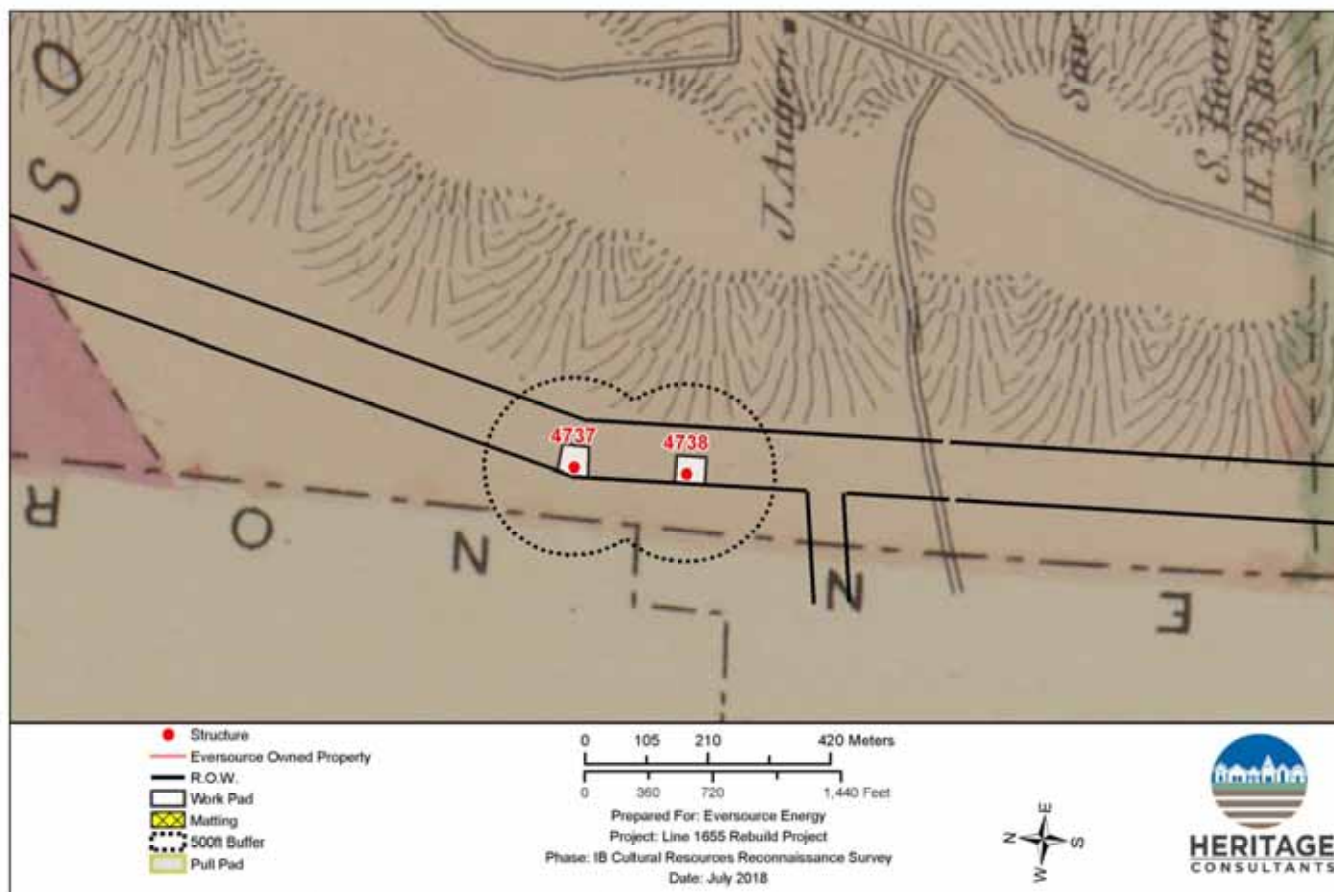 O
S
J. Auger
S. Hoar
H. B. Bart
Saw
100
4737
4738
R
O
N
N
E
Structure
Eversource Owned Property
R.O.W.
Work Pad
Matting
500ft Buffer
Pull Pad
0 105 210 420 Meters
0 360 720 1,440 Feet
Prepared For: Eversource Energy
Project: Line 1655 Rebuild Project
Phase: IB Cultural Resources Reconnaissance Survey
Date: July 2018
N
E
S
W
HERITAGE
CONSULTANTS